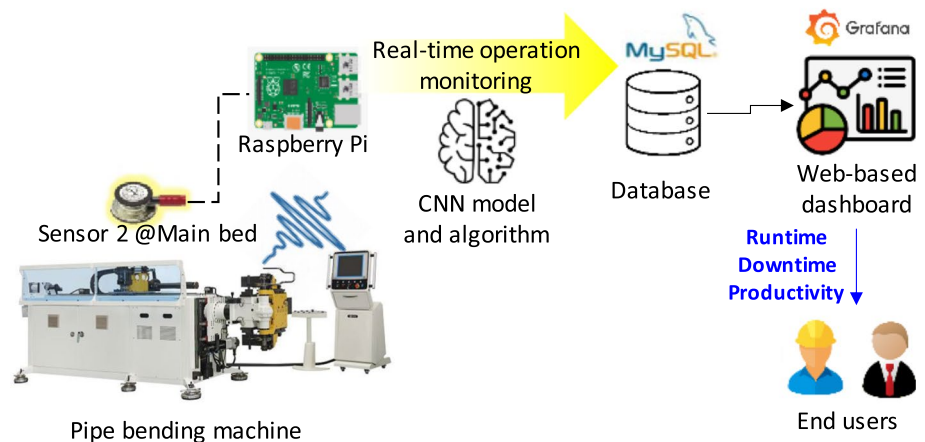 Real-time operation
monitoring
MySQL
Grafana
Raspberry Pi
CNN model
and algorithm
Database
Web-based
dashboard
Sensor 2 @Main bed
Runtime
Downtime
Productivity
Pipe bending machine
End users